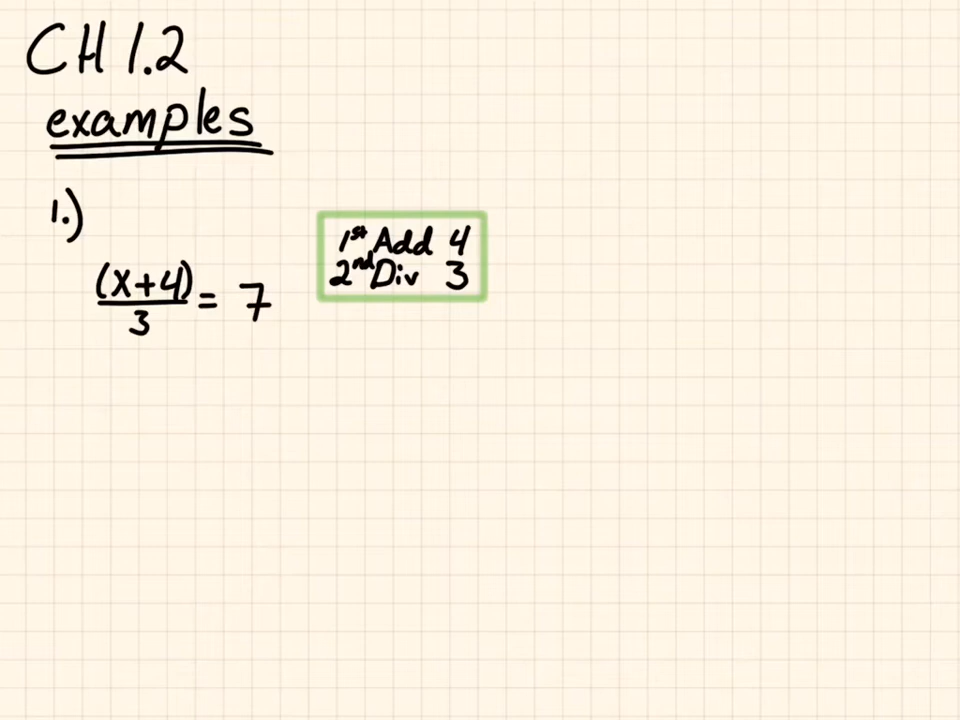 CH 1.2
examples
1.)
(x+4)/3 = 7
1st Add 4
2nd Div 3